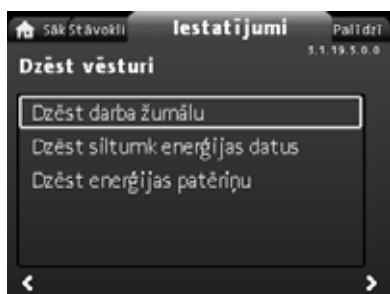 Sāk Stāvokli Iestatījumi Palīdzī
3.1.19.5.0.0
Dzēst vēsturi
Dzēst darba žurnālu
Dzēst siltumk enerģijas datus
Dzēst enerģijas patēriņu